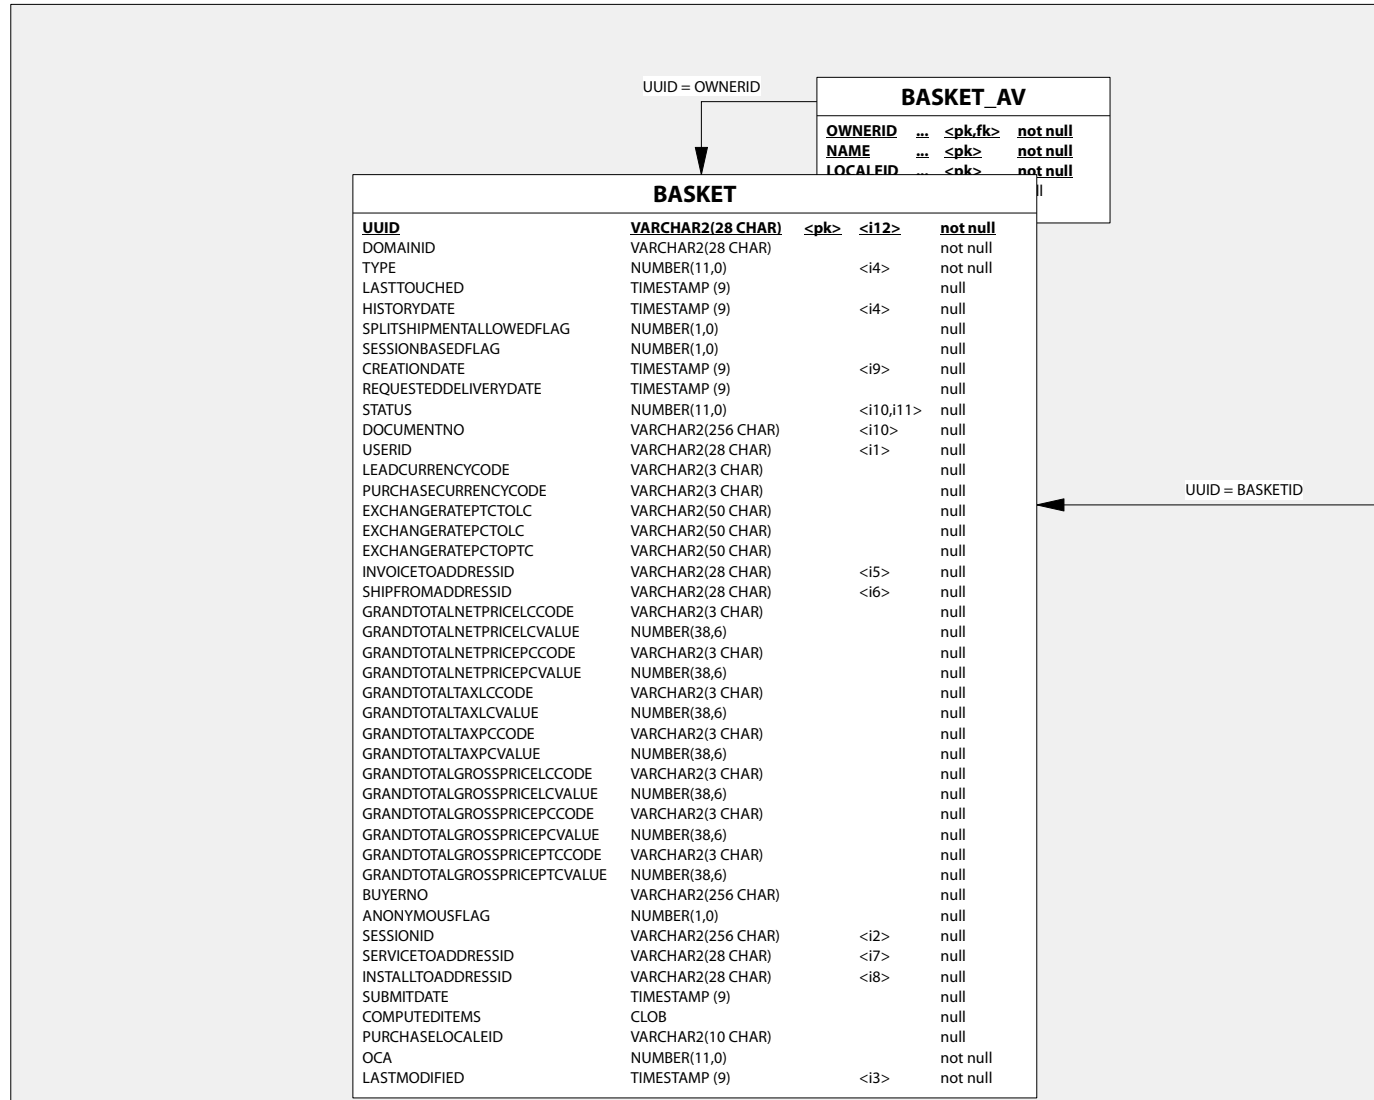 UUID = OWNERID
BASKET_AV
OWNERID ... <pk,fk> not null
NAME ... <pk> not null
LOCALEID ... <pk> not null
BASKET
UUID VARCHAR2(28 CHAR) <pk> <i12> not null
DOMAINID VARCHAR2(28 CHAR) not null
TYPE NUMBER(11,0) <i4> not null
LASTTOUCHED TIMESTAMP (9) null
HISTORYDATE TIMESTAMP (9) <i4> null
SPLITSHIPMENTALLOWEDFLAG NUMBER(1,0) null
SESSIONBASEDFLAG NUMBER(1,0) null
CREATIONDATE TIMESTAMP (9) <i9> null
REQUESTEDDELIVERYDATE TIMESTAMP (9) null
STATUS NUMBER(11,0) <i10,i11> null
DOCUMENTNO VARCHAR2(256 CHAR) <i10> null
USERID VARCHAR2(28 CHAR) <i1> null
LEADCURRENCYCODE VARCHAR2(3 CHAR) null
PURCHASECURRENCYCODE VARCHAR2(3 CHAR) null
UUID = BASKETID
EXCHANGERATEPTCTOLC VARCHAR2(50 CHAR) null
EXCHANGERATEPCTOLC VARCHAR2(50 CHAR) null
EXCHANGERATEPCTOPTC VARCHAR2(50 CHAR) null
INVOICETOADDRESSID VARCHAR2(28 CHAR) <i5> null
SHIPFROMADDRESSID VARCHAR2(28 CHAR) <i6> null
GRANDTOTALNETPRICELCCODE VARCHAR2(3 CHAR) null
GRANDTOTALNETPRICELCVALUE NUMBER(38,6) null
GRANDTOTALNETPRICEPCCODE VARCHAR2(3 CHAR) null
GRANDTOTALNETPRICEPCVALUE NUMBER(38,6) null
GRANDTOTALTAXLCCODE VARCHAR2(3 CHAR) null
GRANDTOTALTAXLCVALUE NUMBER(38,6) null
GRANDTOTALTAXPCCODE VARCHAR2(3 CHAR) null
GRANDTOTALTAXPCVALUE NUMBER(38,6) null
GRANDTOTALGROSSPRICELCCODE VARCHAR2(3 CHAR) null
GRANDTOTALGROSSPRICELCVALUE NUMBER(38,6) null
GRANDTOTALGROSSPRICEPCCODE VARCHAR2(3 CHAR) null
GRANDTOTALGROSSPRICEPCVALUE NUMBER(38,6) null
GRANDTOTALGROSSPRICEPTCCODE VARCHAR2(3 CHAR) null
GRANDTOTALGROSSPRICEPTCVALUE NUMBER(38,6) null
BUYERNO VARCHAR2(256 CHAR) null
ANONYMOUSFLAG NUMBER(1,0) null
SESSIONID VARCHAR2(256 CHAR) <i2> null
SERVICETOADDRESSID VARCHAR2(28 CHAR) <i7> null
INSTALLTOADDRESSID VARCHAR2(28 CHAR) <i8> null
SUBMITDATE TIMESTAMP (9) null
COMPUTEDITEMS CLOB null
PURCHASELOCALEID VARCHAR2(10 CHAR) null
OCA NUMBER(11,0) not null
LASTMODIFIED TIMESTAMP (9) <i3> not null